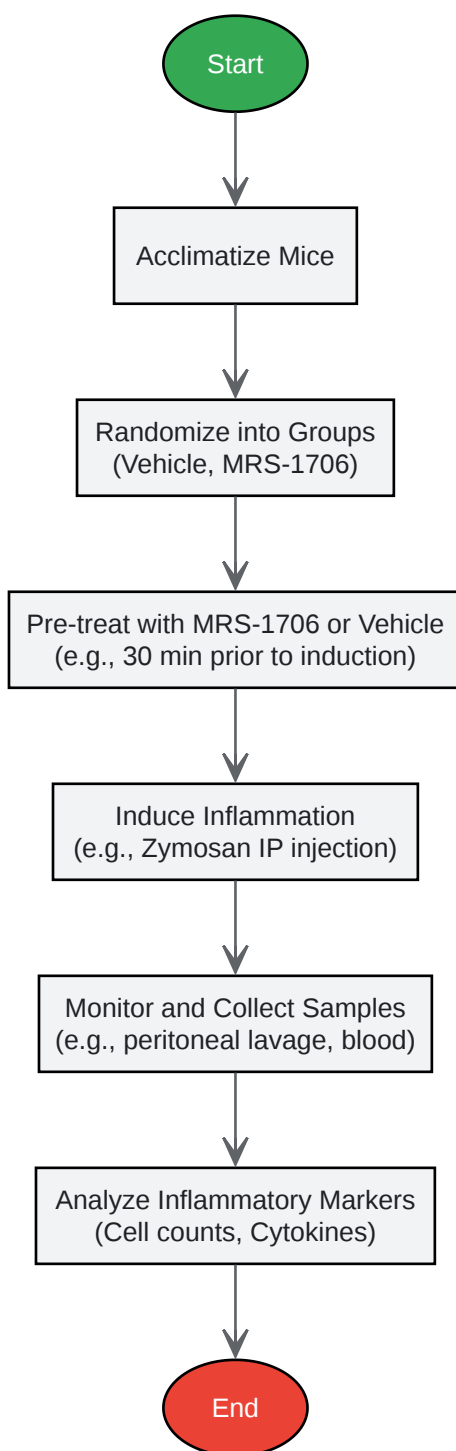 Start
Acclimatize Mice
Randomize into Groups
(Vehicle, MRS-1706)
Pre-treat with MRS-1706 or Vehicle
(e.g., 30 min prior to induction)
Induce Inflammation
(e.g., Zymosan IP injection)
Monitor and Collect Samples
(e.g., peritoneal lavage, blood)
Analyze Inflammatory Markers
(Cell counts, Cytokines)
End